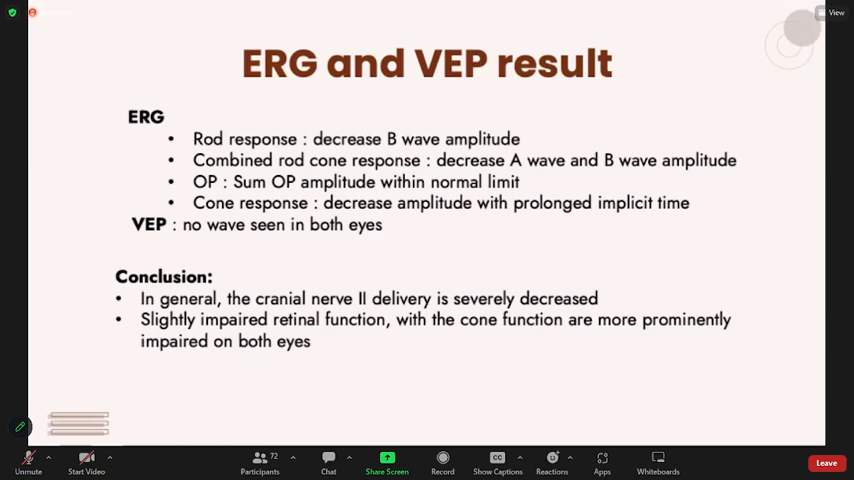 View
ERG and VEP result
ERG
• Rod response : decrease B wave amplitude
• Combined rod cone response : decrease A wave and B wave amplitude
• OP : Sum OP amplitude within normal limit
• Cone response : decrease amplitude with prolonged implicit time
VEP : no wave seen in both eyes
Conclusion:
• In general, the cranial nerve II delivery is severely decreased
• Slightly impaired retinal function, with the cone function are more prominently
impaired on both eyes
72
CC
Unmute Start Video Participants Chat Share Screen Record Show Captions Reactions Apps Whiteboards Leave